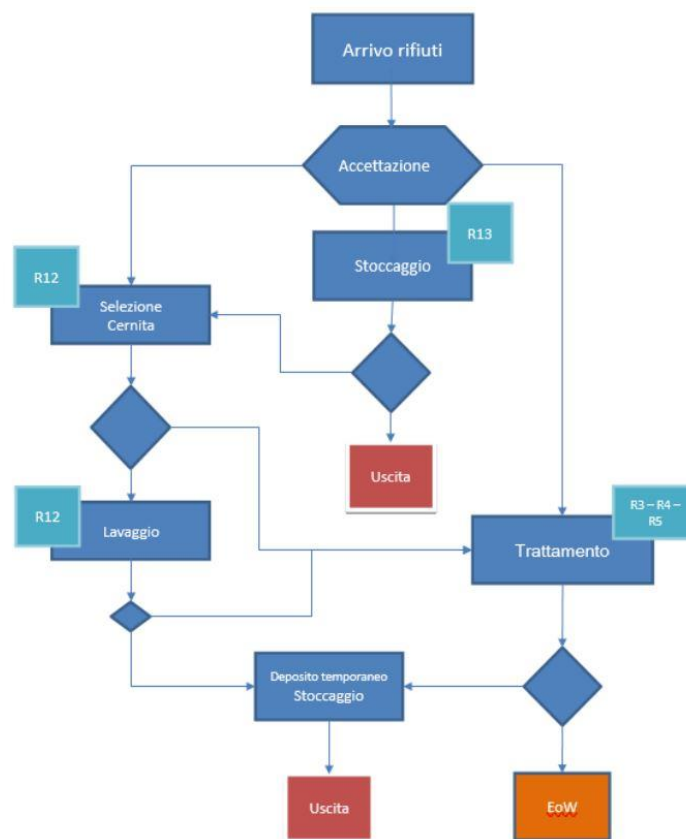 Arrivo rifiuti
Accettazione
R13
Stoccaggio
R12
Selezione
Cernita
Uscita
R12
Lavaggio
R3 – R4 –
R5
Trattamento
Deposito temporaneo
Stoccaggio
Uscita
EoW